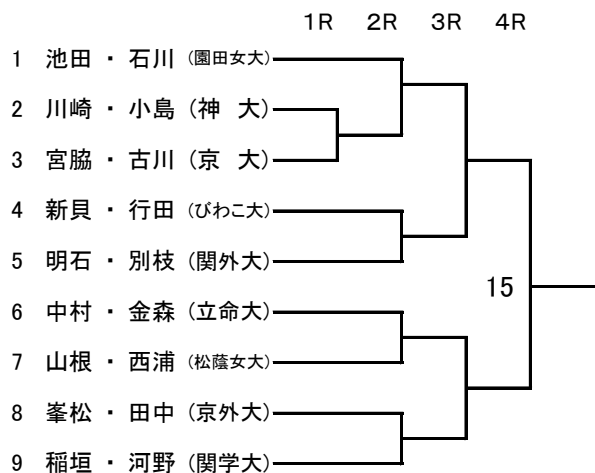 1R 2R 3R 4R
1 池田 ・ 石川 (園田女大)
2 川崎 ・ 小島 (神 大)
3 宮脇 ・ 古川 (京 大)
4 新貝 ・ 行田 (びわこ大)
5 明石 ・ 別枝 (関外大)
15
6 中村 ・ 金森 (立命大)
7 山根 ・ 西浦 (松蔭女大)
8 峯松 ・ 田中 (京外大)
9 稲垣 ・ 河野 (関学大)